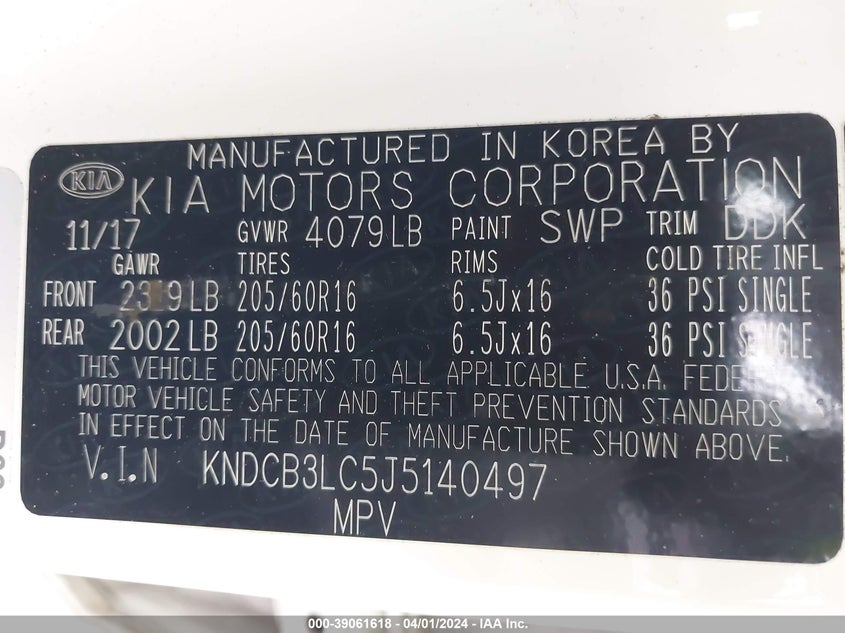 MANUFACTURED IN KOREA BY
KIA KIA MOTORS CORPORATION
11/17 GVWR 4079LB PAINT SWP TRIM DDK
GAWR TIRES RIMS COLD TIRE INFL
FRONT 205/60R16 6.5Jx16 36 PSI SINGLE
REAR 2002LB 205/60R16 6.5Jx16 36 PSI SINGLE
THIS VEHICLE CONFORMS TO ALL APPLICABLE U.S.A. FEDERAL
MOTOR VEHICLE SAFETY AND THEFT PREVENTION STANDARDS
IN EFFECT ON THE DATE OF MANUFACTURE SHOWN ABOVE.
V.I.N KNDCB3LC5J5140497
MPV
000-39061618 - 04/01/2024 - IAA Inc.